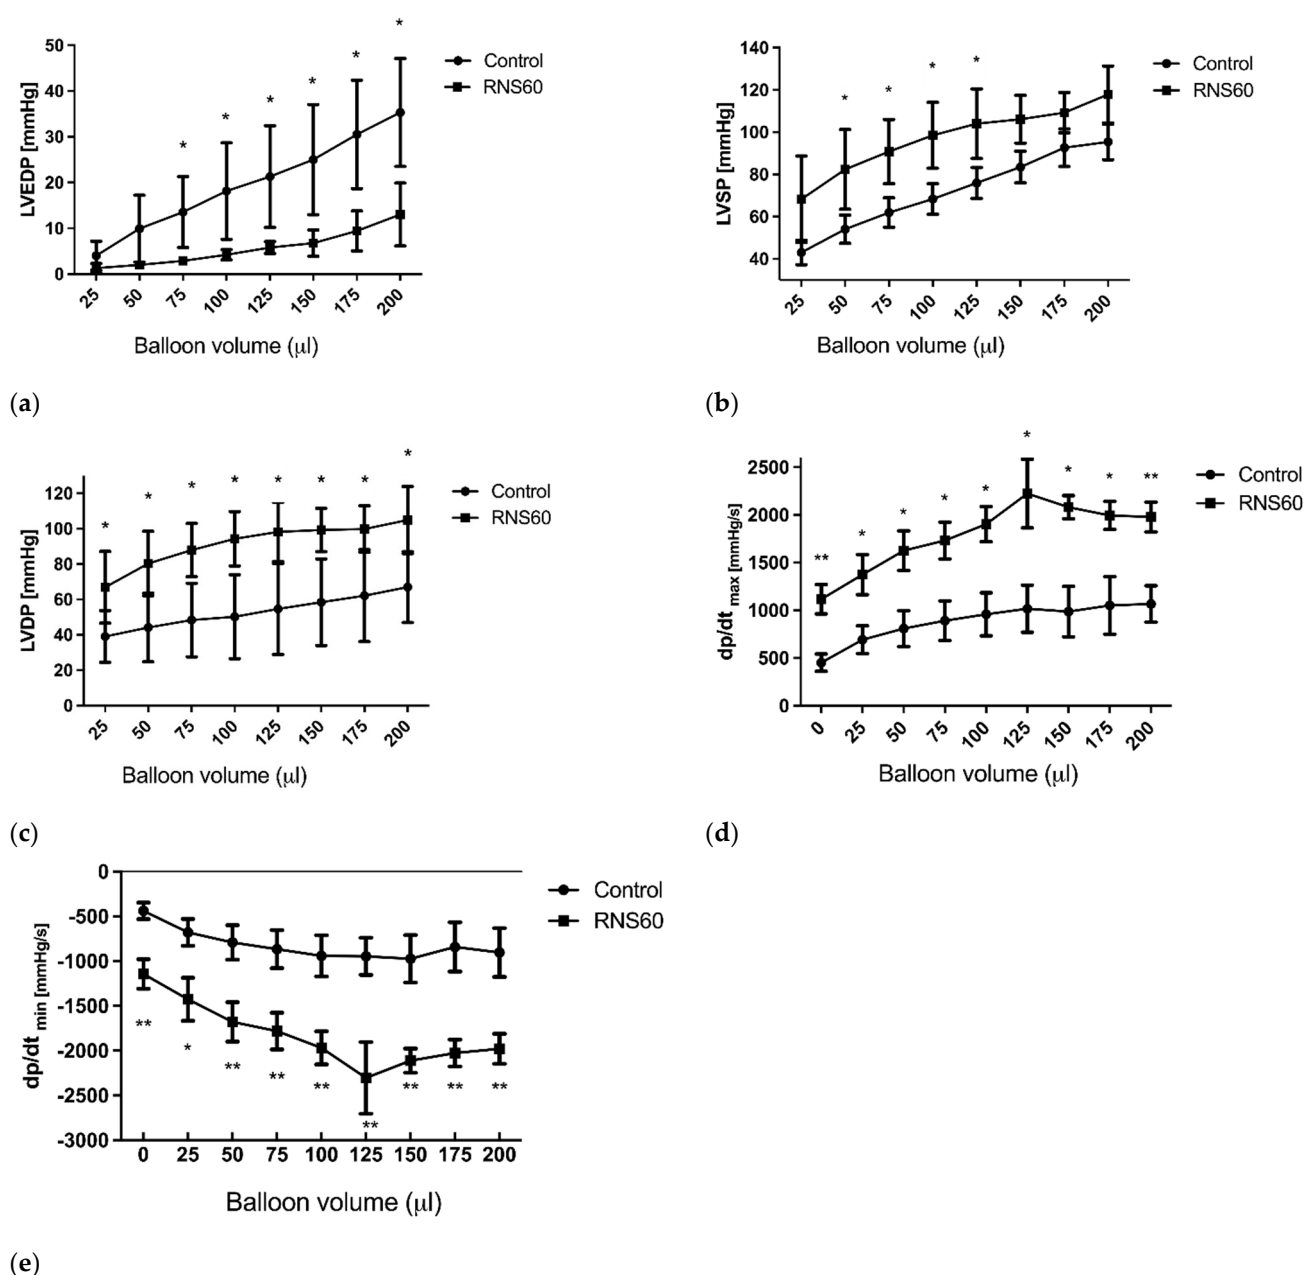 50
40
30
20
10
0
LVEDP [mmHg]
* * * * * * *
Control
RNS60
25 50 75 100 125 150 175 200
Balloon volume (µl)
(a)
140
120
100
80
60
40
LVSP [mmHg]
* * * *
Control
RNS60
25 50 75 100 125 150 175 200
Balloon volume (µl)
(b)
120
100
80
60
40
20
0
LVDP [mmHg]
* * * * * * * *
Control
RNS60
25 50 75 100 125 150 175 200
Balloon volume (µl)
(c)
2500
2000
1500
1000
500
0
dp/dt max [mmHg/s]
** * * * * * * * **
Control
RNS60
0 25 50 75 100 125 150 175 200
Balloon volume (µl)
(d)
0
-500
-1000
-1500
-2000
-2500
-3000
dp/dt min [mmHg/s]
** * ** ** ** ** ** ** **
Control
RNS60
0 25 50 75 100 125 150 175 200
Balloon volume (µl)
(e)